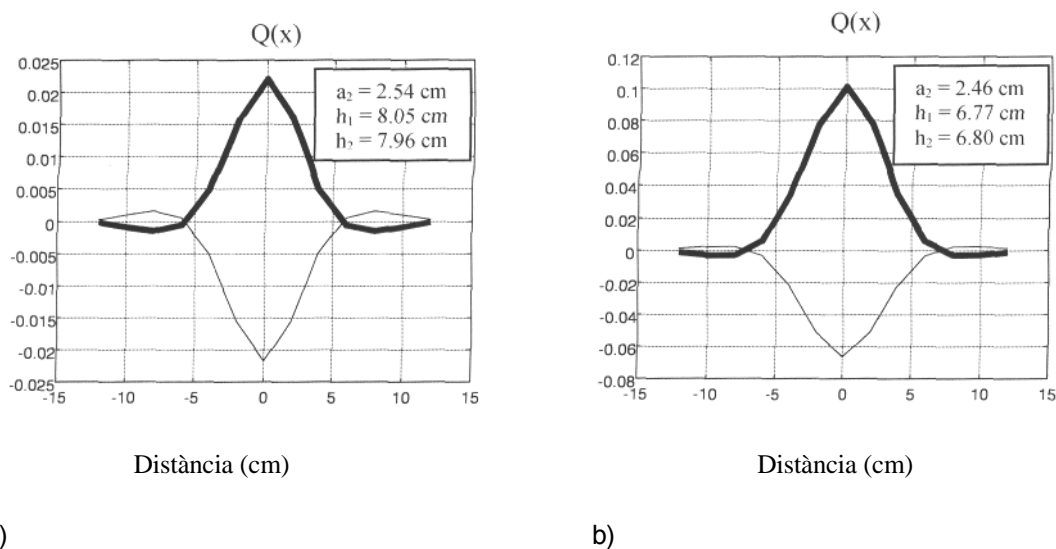 Q(x)
0.025
0.02
0.015
0.01
0.005
0
-0.005
-0.01
-0.015
-0.02
-0.025
-15 -10 -5 0 5 10 15
a₂ = 2.54 cm
h₁ = 8.05 cm
h₂ = 7.96 cm
Distància (cm)
)
Q(x)
0.12
0.1
0.08
0.06
0.04
0.02
0
-0.02
-0.04
-0.06
-0.08
-15 -10 -5 0 5 10 15
a₂ = 2.46 cm
h₁ = 6.77 cm
h₂ = 6.80 cm
Distància (cm)
b)